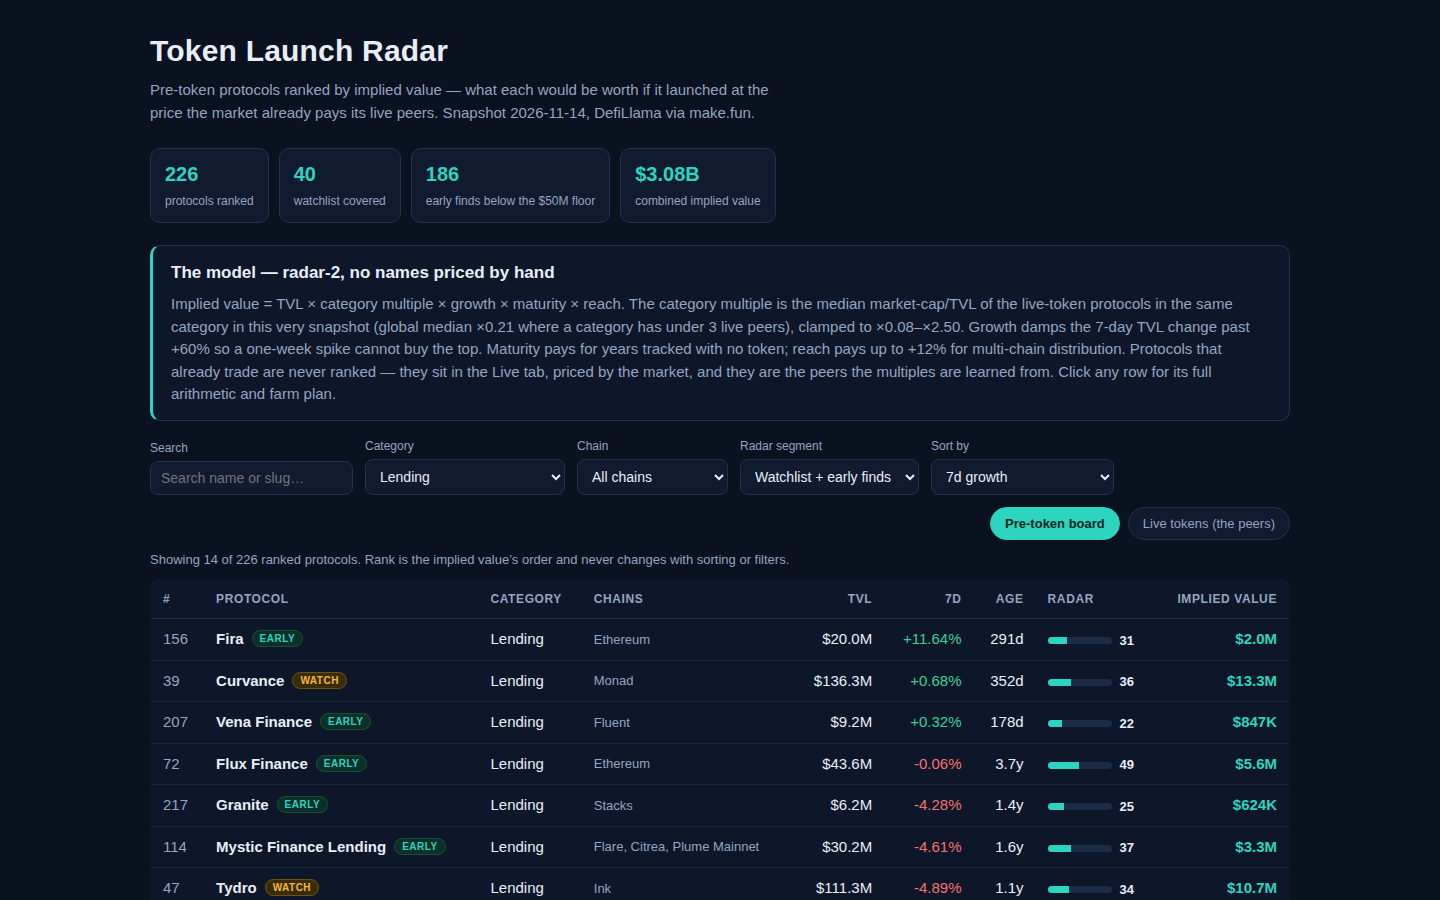 Token Launch Radar
Pre-token protocols ranked by implied value — what each would be worth if it launched at the
price the market already pays its live peers. Snapshot 2026-11-14, DefiLlama via make.fun.
226
protocols ranked
40
watchlist covered
186
early finds below the $50M floor
$3.08B
combined implied value
The model — radar-2, no names priced by hand
Implied value = TVL × category multiple × growth × maturity × reach. The category multiple is the median market-cap/TVL of the live-token protocols in the same
category in this very snapshot (global median ×0.21 where a category has under 3 live peers), clamped to ×0.08–×2.50. Growth damps the 7-day TVL change past
+60% so a one-week spike cannot buy the top. Maturity pays for years tracked with no token; reach pays up to +12% for multi-chain distribution. Protocols that
already trade are never ranked — they sit in the Live tab, priced by the market, and they are the peers the multiples are learned from. Click any row for its full
arithmetic and farm plan.
Search
Search name or slug…
Category
Lending
Chain
All chains
Radar segment
Watchlist + early finds
Sort by
7d growth
Pre-token board
Live tokens (the peers)
Showing 14 of 226 ranked protocols. Rank is the implied value’s order and never changes with sorting or filters.
# PROTOCOL CATEGORY CHAINS TVL 7D AGE RADAR IMPLIED VALUE
156 Fira EARLY Lending Ethereum $20.0M +11.64% 291d 31 $2.0M
39 Curvance WATCH Lending Monad $136.3M +0.68% 352d 36 $13.3M
207 Vena Finance EARLY Lending Fluent $9.2M +0.32% 178d 22 $847K
72 Flux Finance EARLY Lending Ethereum $43.6M -0.06% 3.7y 49 $5.6M
217 Granite EARLY Lending Stacks $6.2M -4.28% 1.4y 25 $624K
114 Mystic Finance Lending EARLY Lending Flare, Citrea, Plume Mainnet $30.2M -4.61% 1.6y 37 $3.3M
47 Tydro WATCH Lending Ink $111.3M -4.89% 1.1y 34 $10.7M